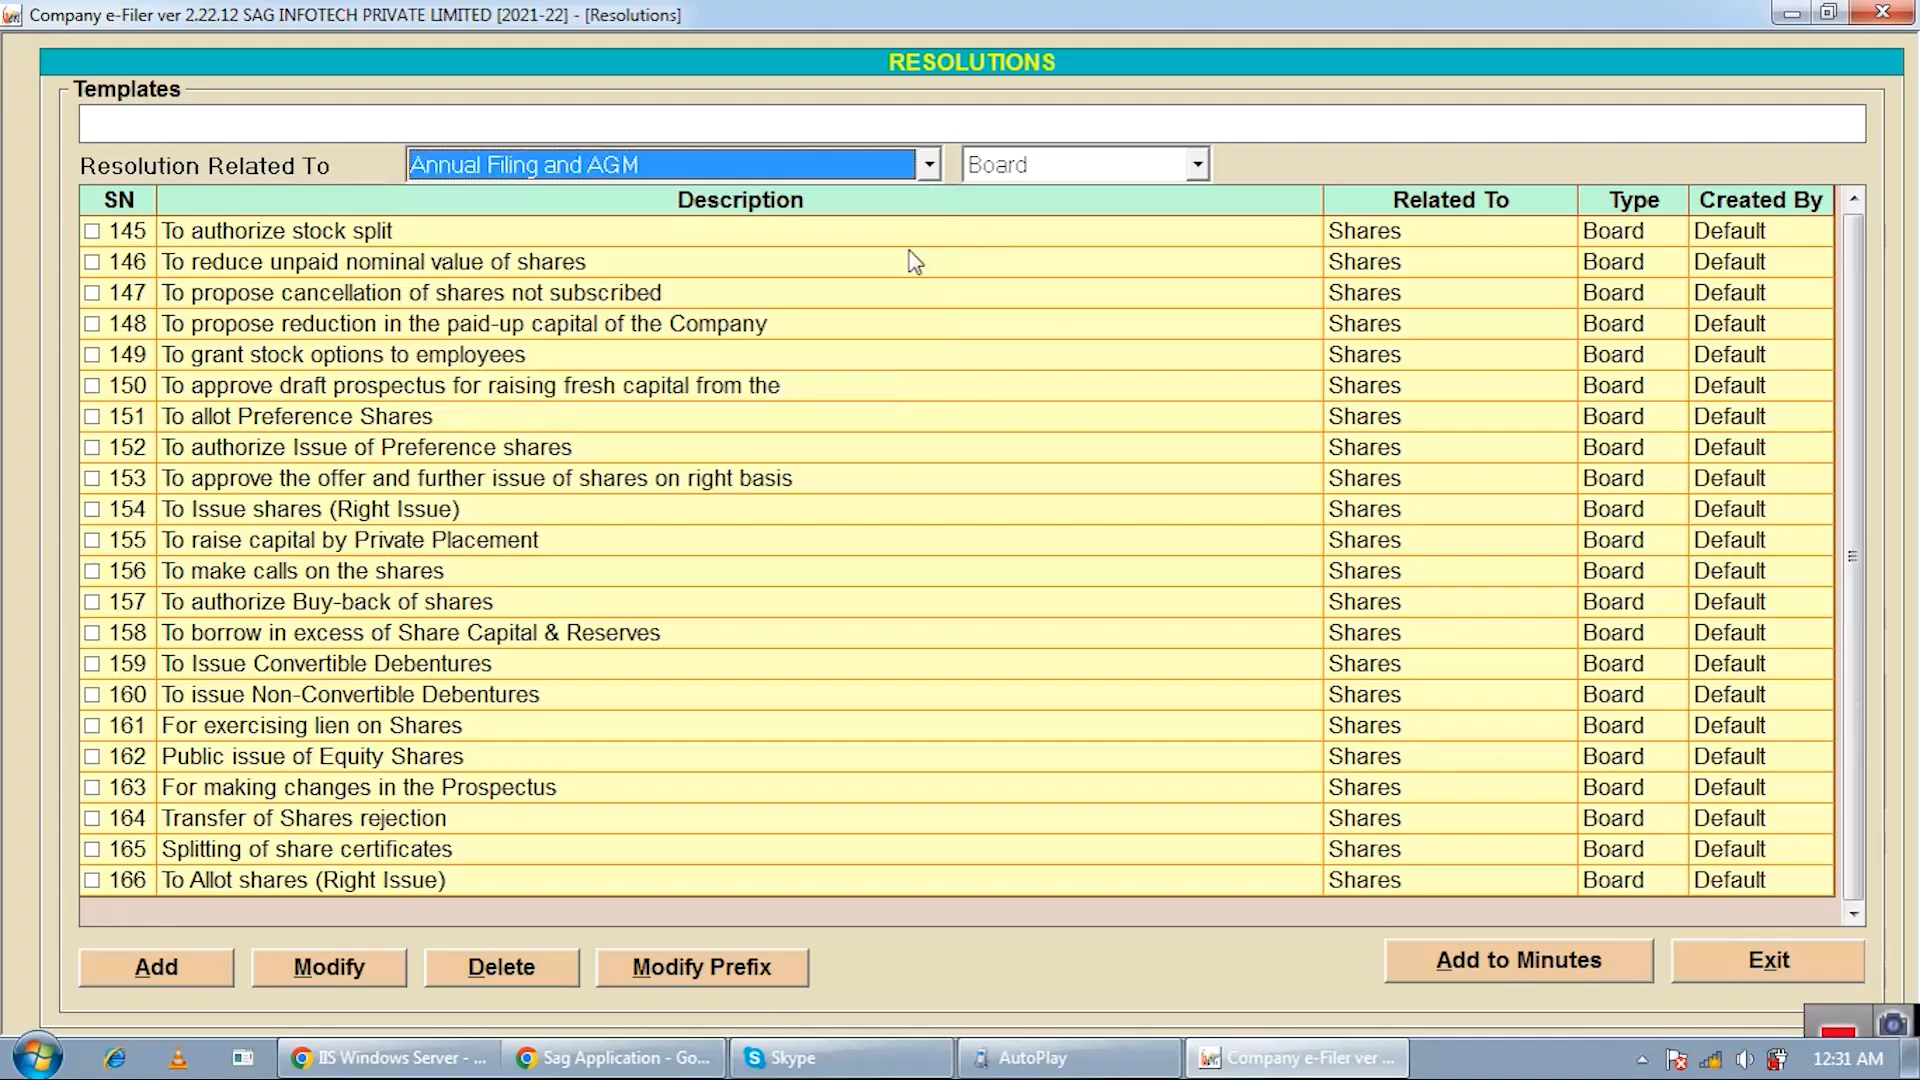 Company e-Filer ver 2.22.12 SAG INFOTECH PRIVATE LIMITED [2021-22] - [Resolutions]
RESOLUTIONS
Templates
Resolution Related To Annual Filing and AGM Board
SN Description Related To Type Created By
145 To authorize stock split Shares Board Default
146 To reduce unpaid nominal value of shares Shares Board Default
147 To propose cancellation of shares not subscribed Shares Board Default
148 To propose reduction in the paid-up capital of the Company Shares Board Default
149 To grant stock options to employees Shares Board Default
150 To approve draft prospectus for raising fresh capital from the Shares Board Default
151 To allot Preference Shares Shares Board Default
152 To authorize Issue of Preference shares Shares Board Default
153 To approve the offer and further issue of shares on right basis Shares Board Default
154 To Issue shares (Right Issue) Shares Board Default
155 To raise capital by Private Placement Shares Board Default
156 To make calls on the shares Shares Board Default
157 To authorize Buy-back of shares Shares Board Default
158 To borrow in excess of Share Capital & Reserves Shares Board Default
159 To Issue Convertible Debentures Shares Board Default
160 To issue Non-Convertible Debentures Shares Board Default
161 For exercising lien on Shares Shares Board Default
162 Public issue of Equity Shares Shares Board Default
163 For making changes in the Prospectus Shares Board Default
164 Transfer of Shares rejection Shares Board Default
165 Splitting of share certificates Shares Board Default
166 To Allot shares (Right Issue) Shares Board Default
Add Modify Delete Modify Prefix Add to Minutes Exit
IIS Windows Server - ... Sag Application - Go... Skype AutoPlay Company e-Filer ver ... 12:31 AM